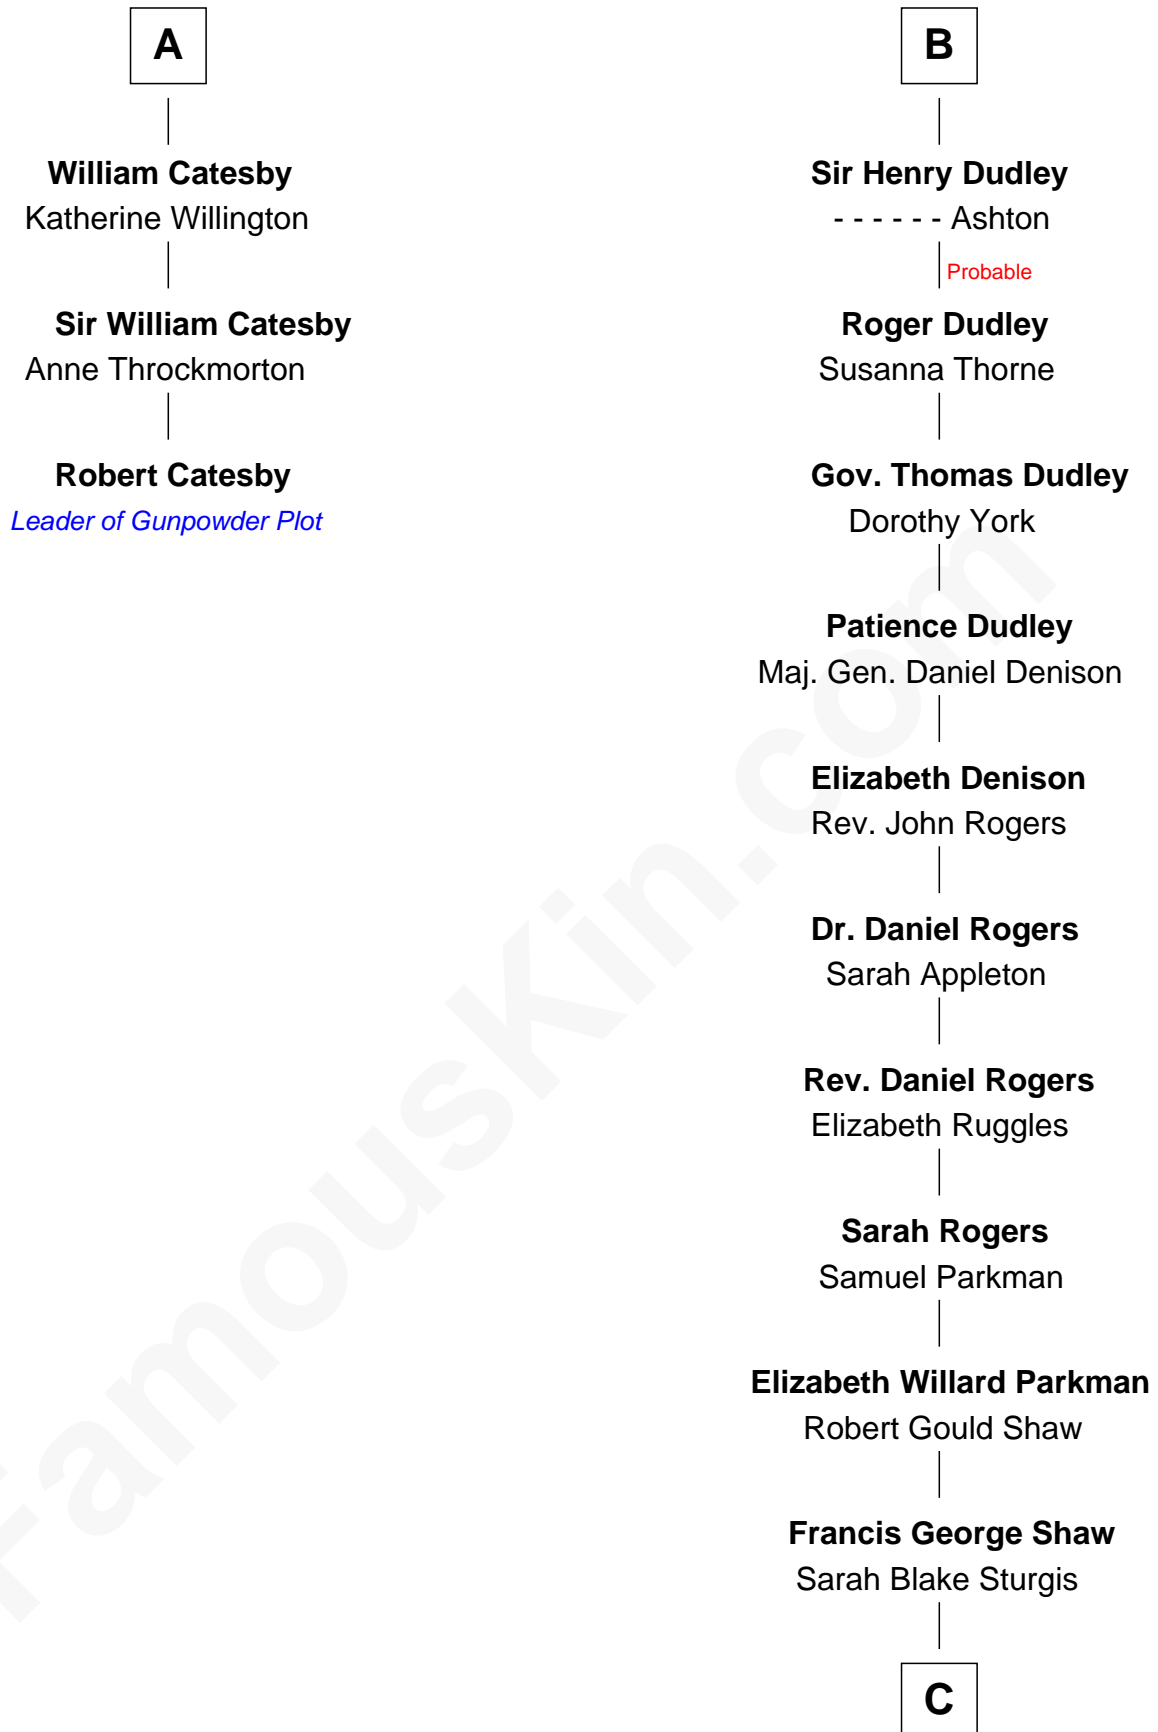 A
William Catesby
Katherine Willington
Sir William Catesby
Anne Throckmorton
Robert Catesby
Leader of Gunpowder Plot
B
Sir Henry Dudley
- - - - - - Ashton
Probable
Roger Dudley
Susanna Thorne
Gov. Thomas Dudley
Dorothy York
Patience Dudley
Maj. Gen. Daniel Denison
Elizabeth Denison
Rev. John Rogers
Dr. Daniel Rogers
Sarah Appleton
Rev. Daniel Rogers
Elizabeth Ruggles
Sarah Rogers
Samuel Parkman
Elizabeth Willard Parkman
Robert Gould Shaw
Francis George Shaw
Sarah Blake Sturgis
C
FamousKin.com